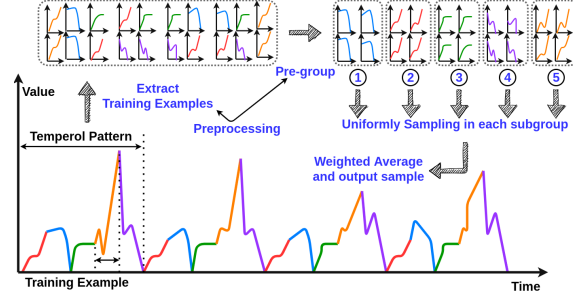 Pre-group
1 2 3 4 5
Value
Extract
Training Examples
Temperol Pattern
Preprocessing
Uniformly Sampling in each subgroup
Weighted Average
and output sample
Training Example
Time